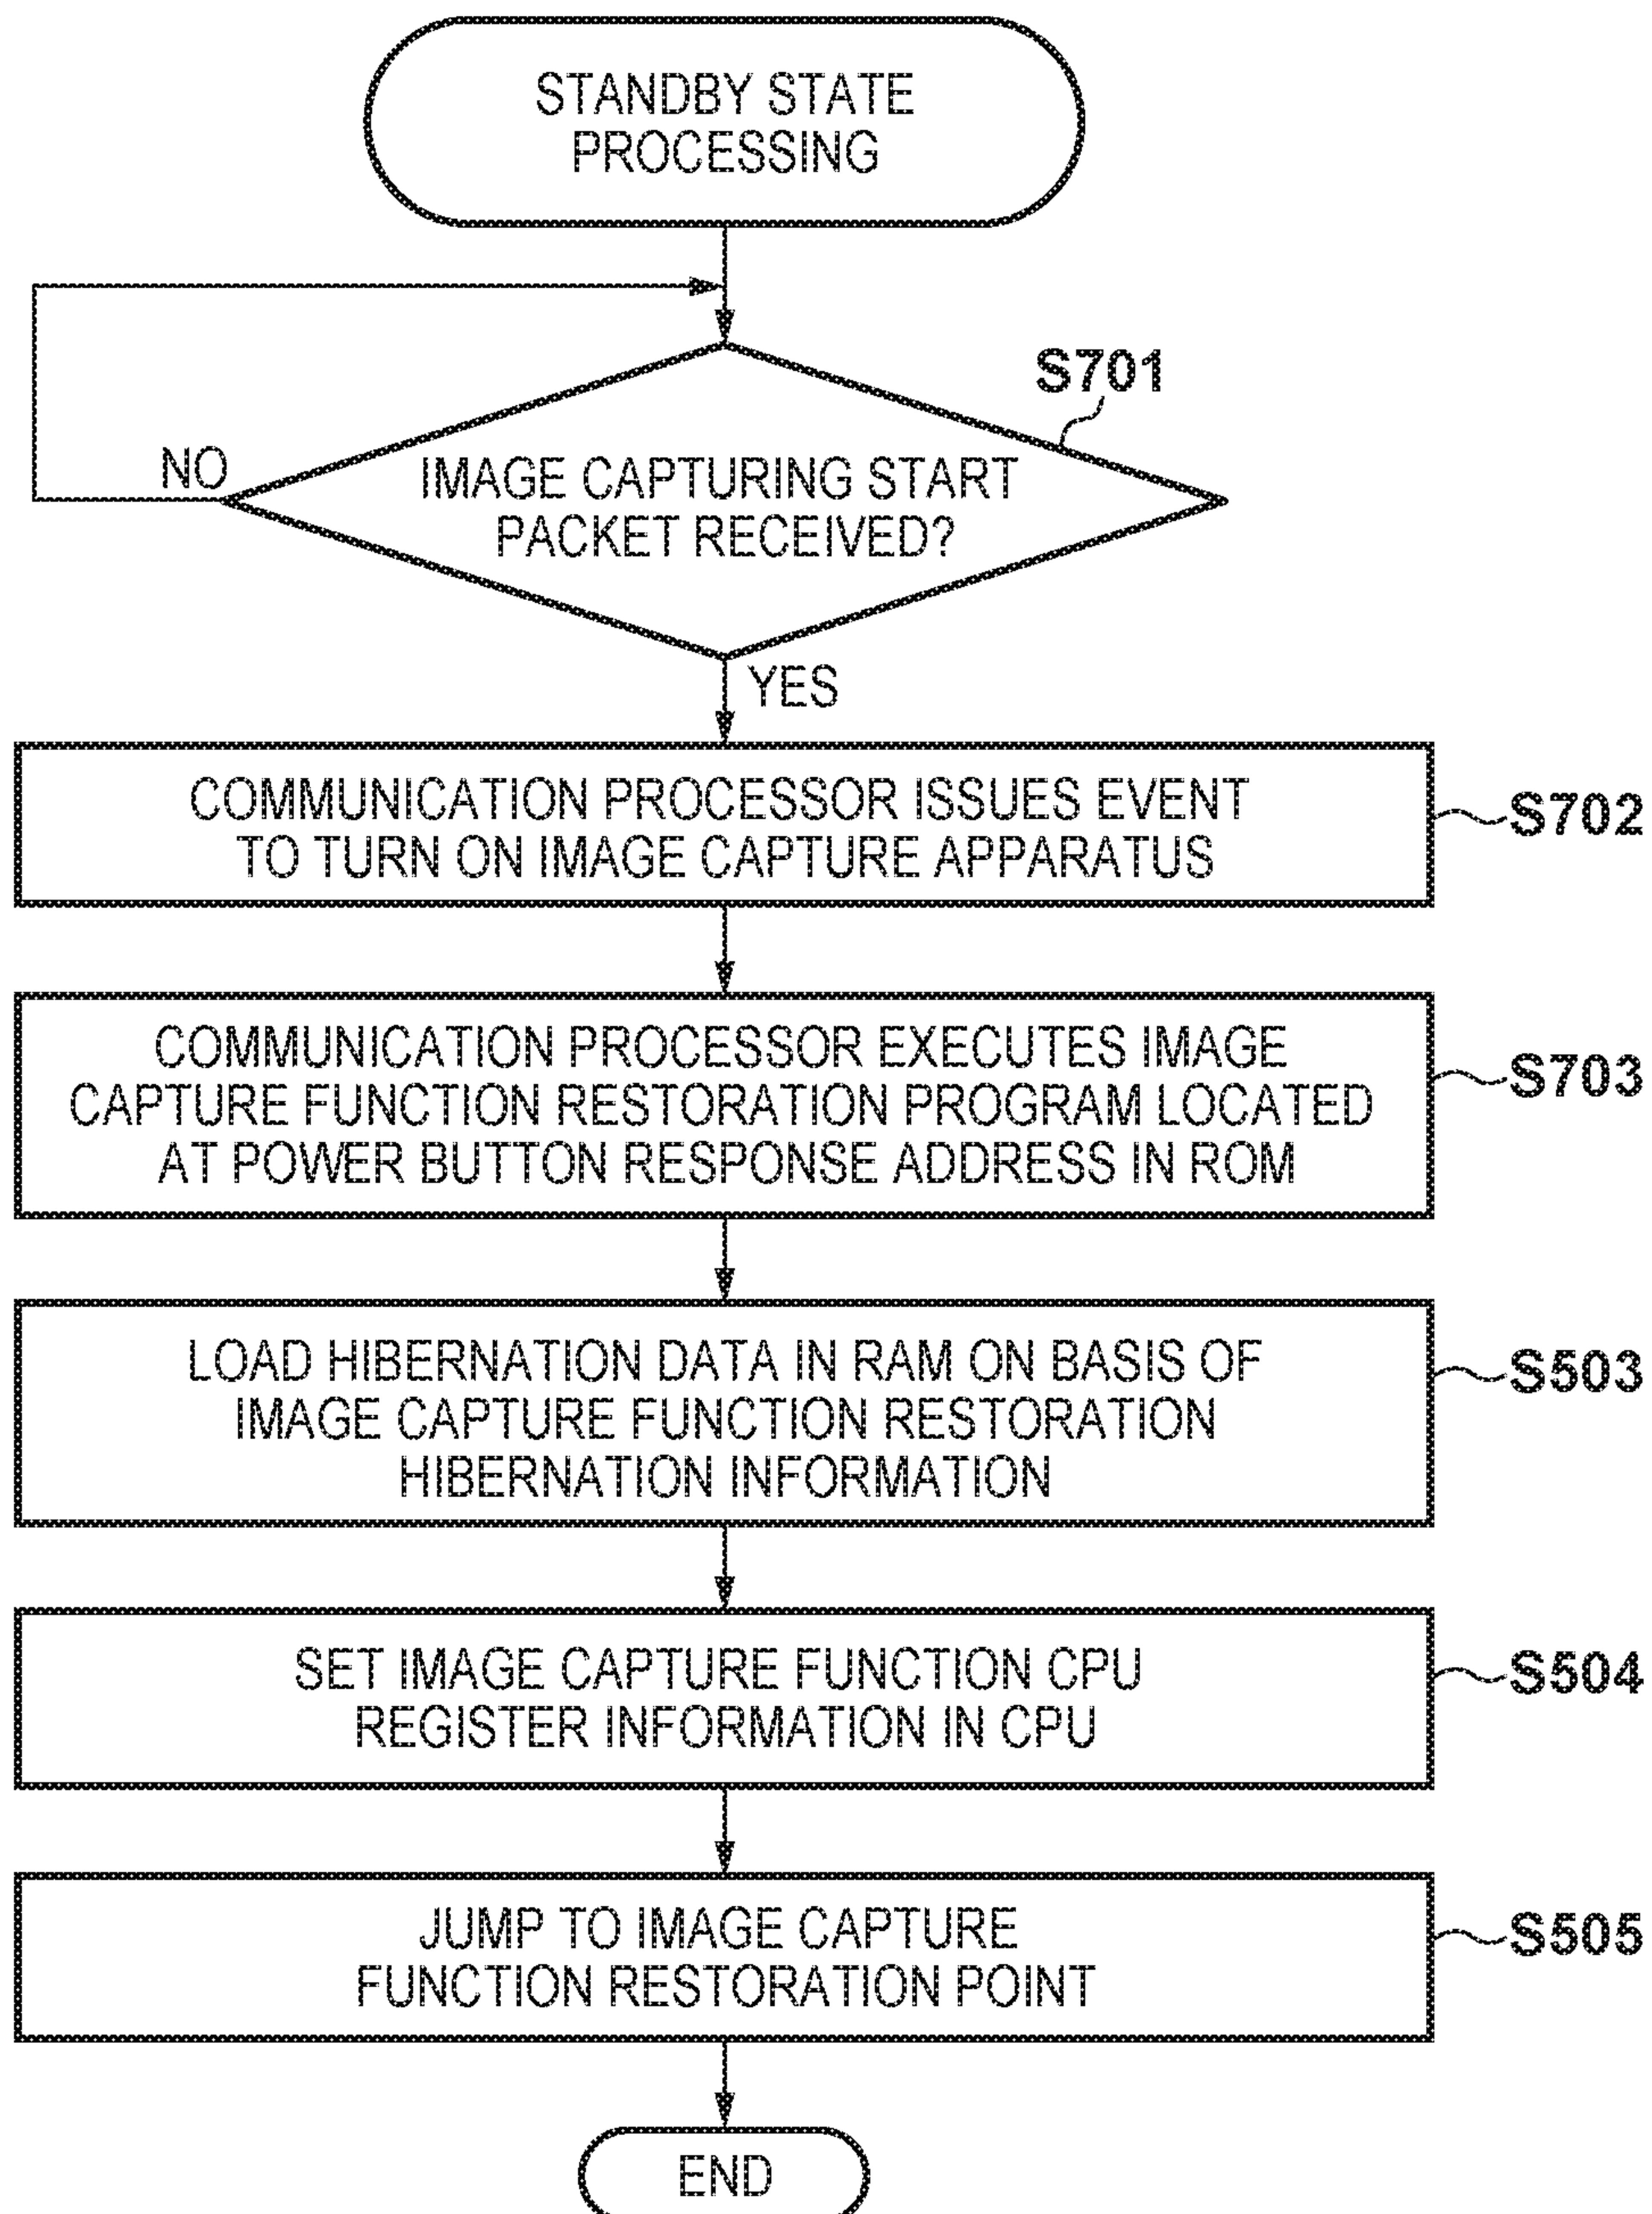 STANDBY STATE
PROCESSING
S701
NO
IMAGE CAPTURING START
PACKET RECEIVED?
YES
COMMUNICATION PROCESSOR ISSUES EVENT
TO TURN ON IMAGE CAPTURE APPARATUS
S702
COMMUNICATION PROCESSOR EXECUTES IMAGE
CAPTURE FUNCTION RESTORATION PROGRAM LOCATED
AT POWER BUTTON RESPONSE ADDRESS IN ROM
S703
LOAD HIBERNATION DATA IN RAM ON BASIS OF
IMAGE CAPTURE FUNCTION RESTORATION
HIBERNATION INFORMATION
S503
SET IMAGE CAPTURE FUNCTION CPU
REGISTER INFORMATION IN CPU
S504
JUMP TO IMAGE CAPTURE
FUNCTION RESTORATION POINT
S505
END